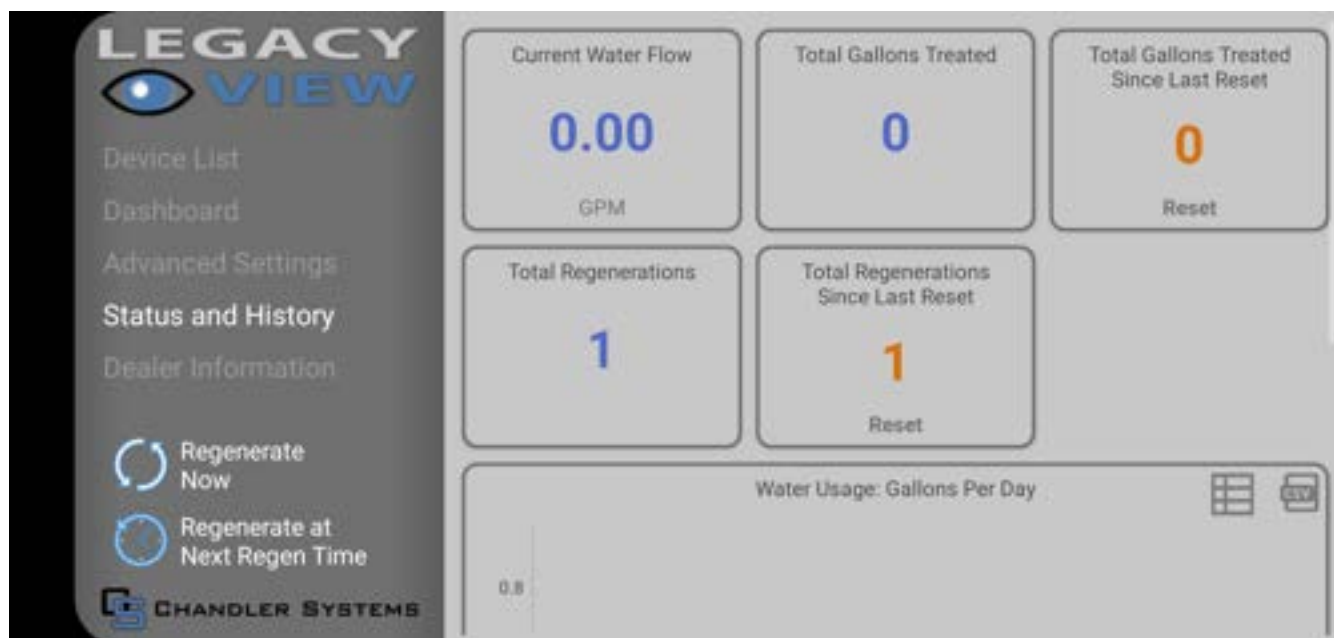 LEGACY
VIEW
Device List
Dashboard
Advanced Settings
Status and History
Dealer Information
Regenerate
Now
Regenerate at
Next Regen Time
CS CHANDLER SYSTEMS
Current Water Flow
0.00
GPM
Total Gallons Treated
0
Total Gallons Treated
Since Last Reset
0
Reset
Total Regenerations
1
Total Regenerations
Since Last Reset
1
Reset
Water Usage: Gallons Per Day
0.8